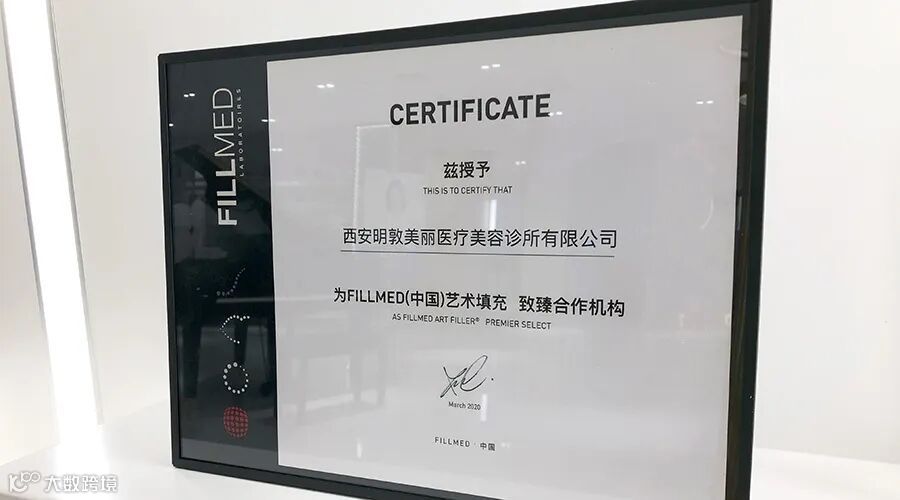 FILLMED
LABORATOIRES
CERTIFICATE
兹授予
THIS IS TO CERTIFY THAT
西安明敦美丽医疗美容诊所有限公司
为FILLMED(中国)艺术填充 致臻合作机构
AS FILLMED ART FILLER® PREMIER SELECT
March 2020
FILLMED · 中国
大数跨境